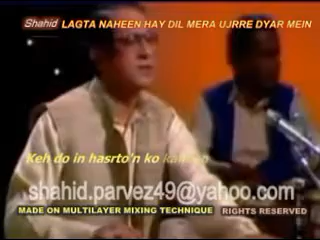 Shahid LAGTA NAHEEN HAY DIL MERA UJRRE DYAR MEIN
Keh do in hasrto'n ko
shahid.parvez49@yahoo.com
MADE ON MULTILAYER MIXING TECHNIQUE RIGHTS RESERVED